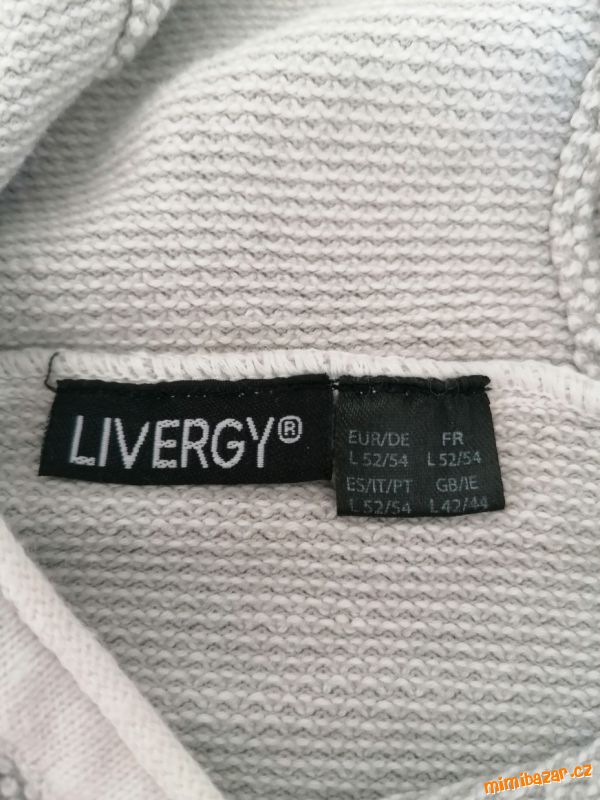 LIVERGY®
EUR/DE FR
L 52/54 L 52/54
ES/IT/PT GB/IE
L 52/54 L 42/44
mimibazar.cz